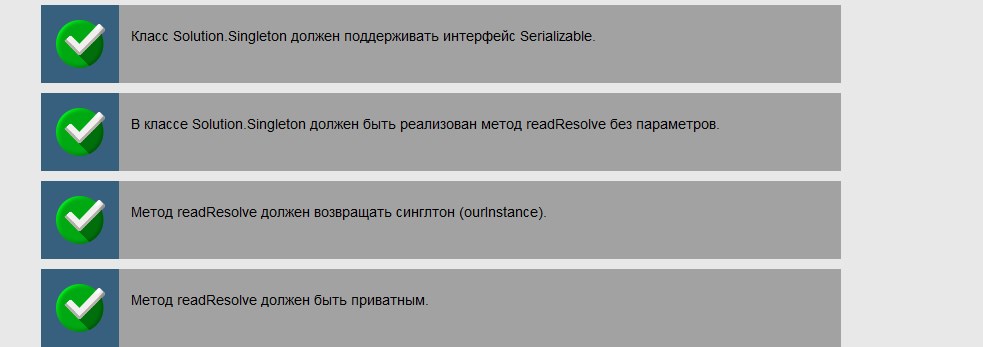 Класс Solution.Singleton должен поддерживать интерфейс Serializable.
В классе Solution.Singleton должен быть реализован метод readResolve без параметров.
Метод readResolve должен возвращать синглтон (ourInstance).
Метод readResolve должен быть приватным.